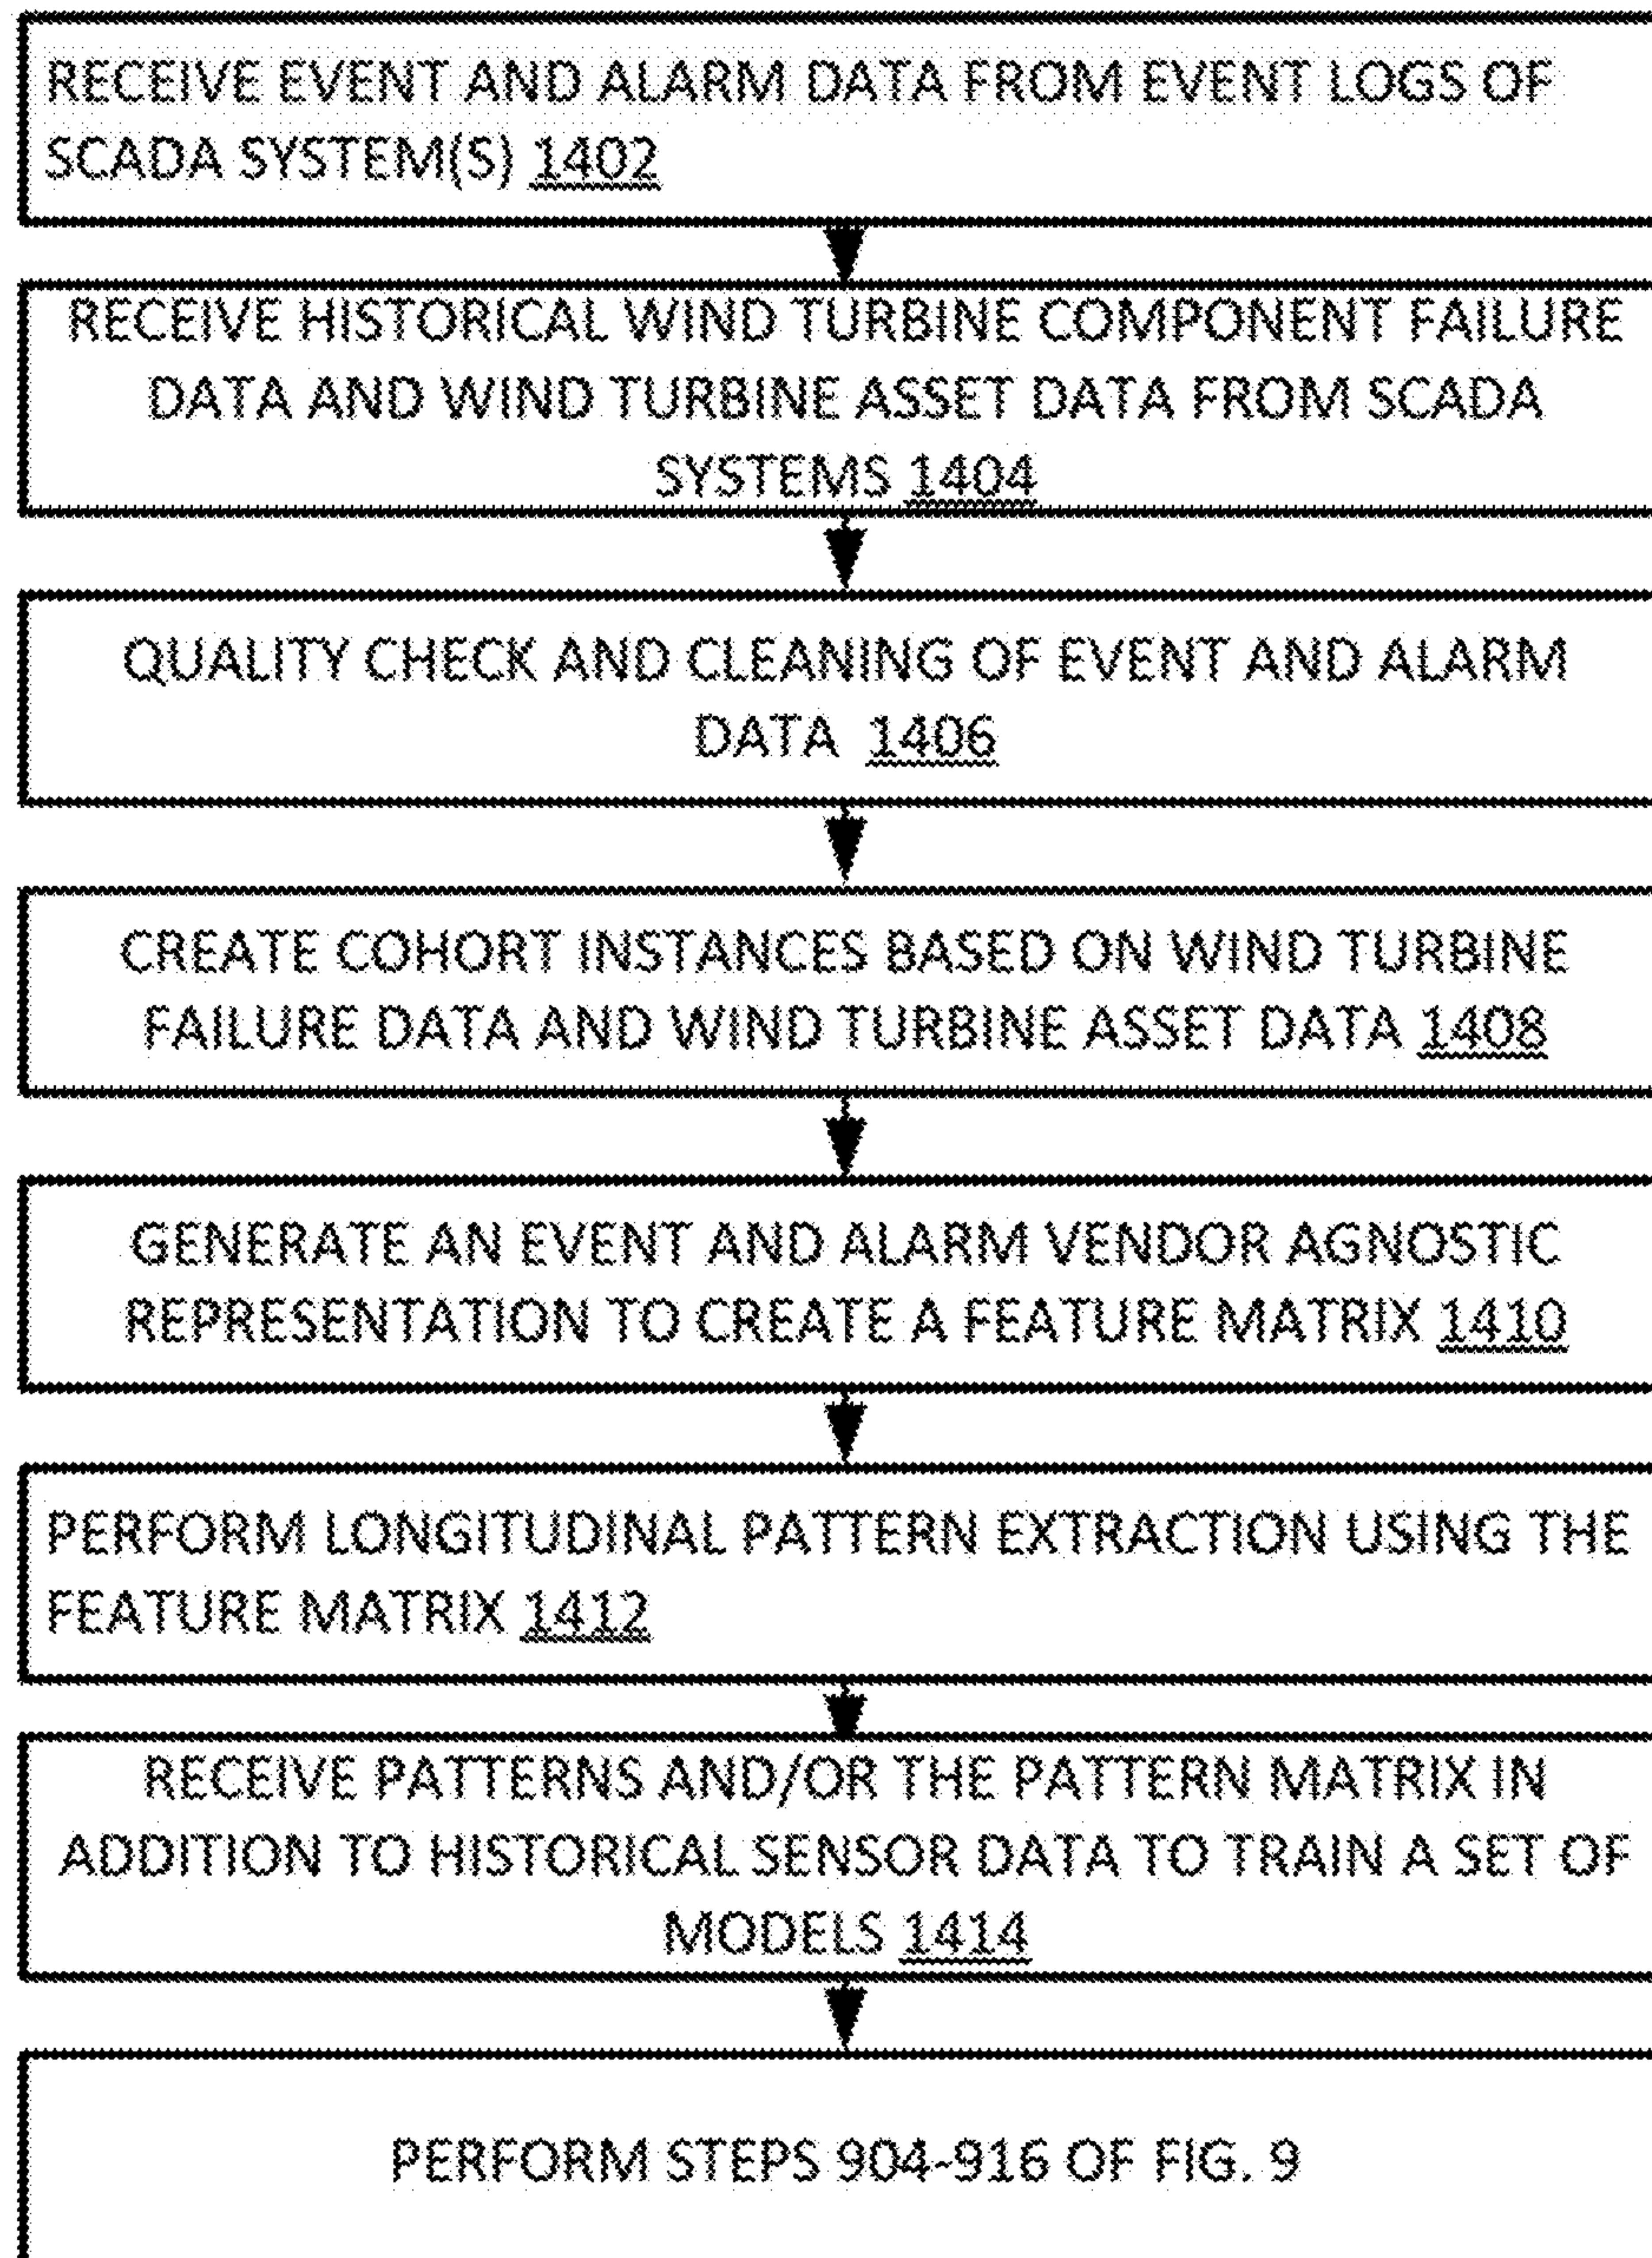 RECEIVE EVENT AND ALARM DATA FROM EVENT LOGS OF
SCADA SYSTEM(S) 1402
RECEIVE HISTORICAL WIND TURBINE COMPONENT FAILURE
DATA AND WIND TURBINE ASSET DATA FROM SCADA
SYSTEMS 1404
QUALITY CHECK AND CLEANING OF EVENT AND ALARM
DATA 1406
CREATE COHORT INSTANCES BASED ON WIND TURBINE
FAILURE DATA AND WIND TURBINE ASSET DATA 1408
GENERATE AN EVENT AND ALARM VENDOR AGNOSTIC
REPRESENTATION TO CREATE A FEATURE MATRIX 1410
PERFORM LONGITUDINAL PATTERN EXTRACTION USING THE
FEATURE MATRIX 1412
RECEIVE PATTERNS AND/OR THE PATTERN MATRIX IN
ADDITION TO HISTORICAL SENSOR DATA TO TRAIN A SET OF
MODELS 1414
PERFORM STEPS 904-916 OF FIG. 9